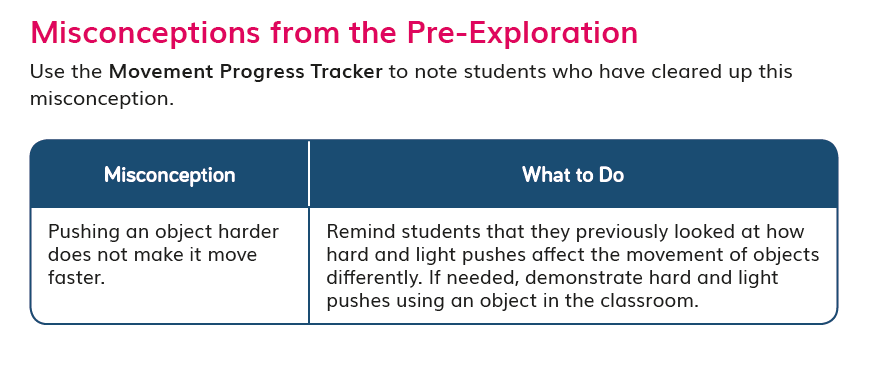 Misconceptions from the Pre-Exploration
Use the Movement Progress Tracker to note students who have cleared up this
misconception.
Misconception
What to Do
Pushing an object harder
does not make it move
faster.
Remind students that they previously looked at how
hard and light pushes affect the movement of objects
differently. If needed, demonstrate hard and light
pushes using an object in the classroom.